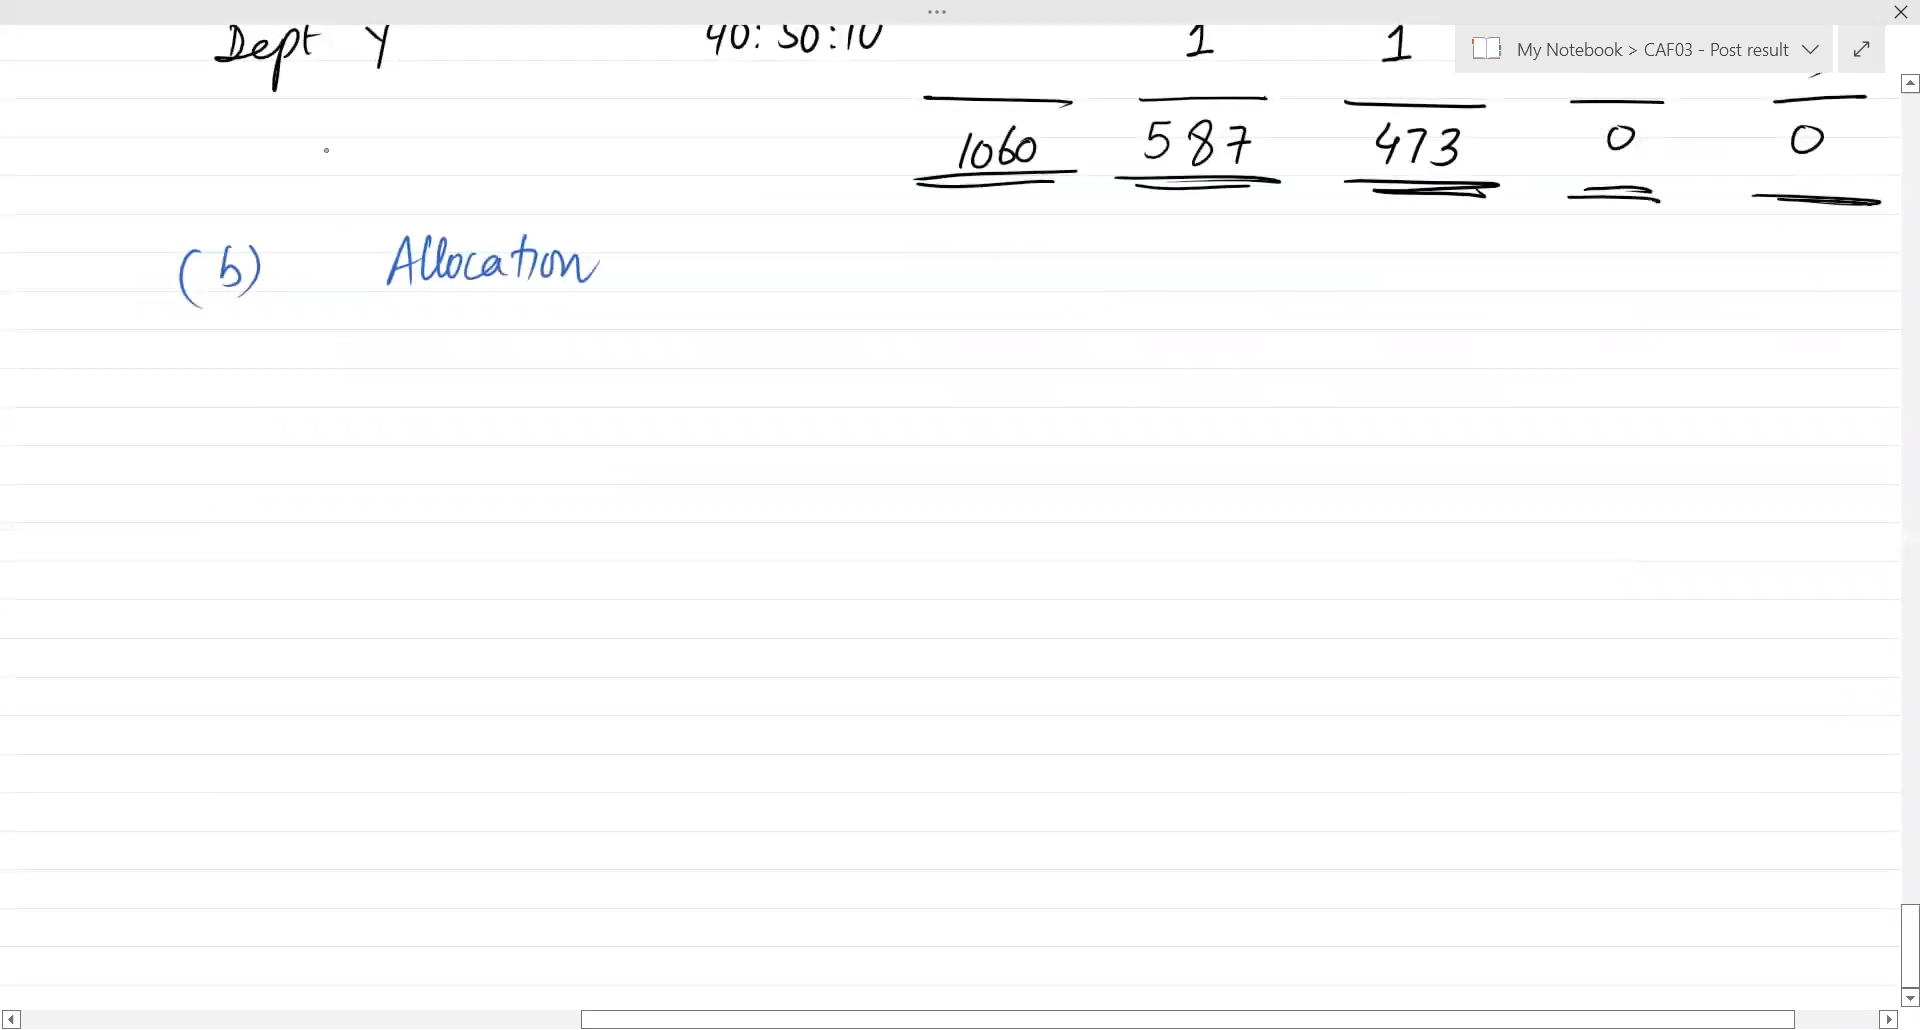 Dept Y 40:50:10 1 1
My Notebook > CAF03 - Post result
1060 587 473 0 0
(b) Allocation